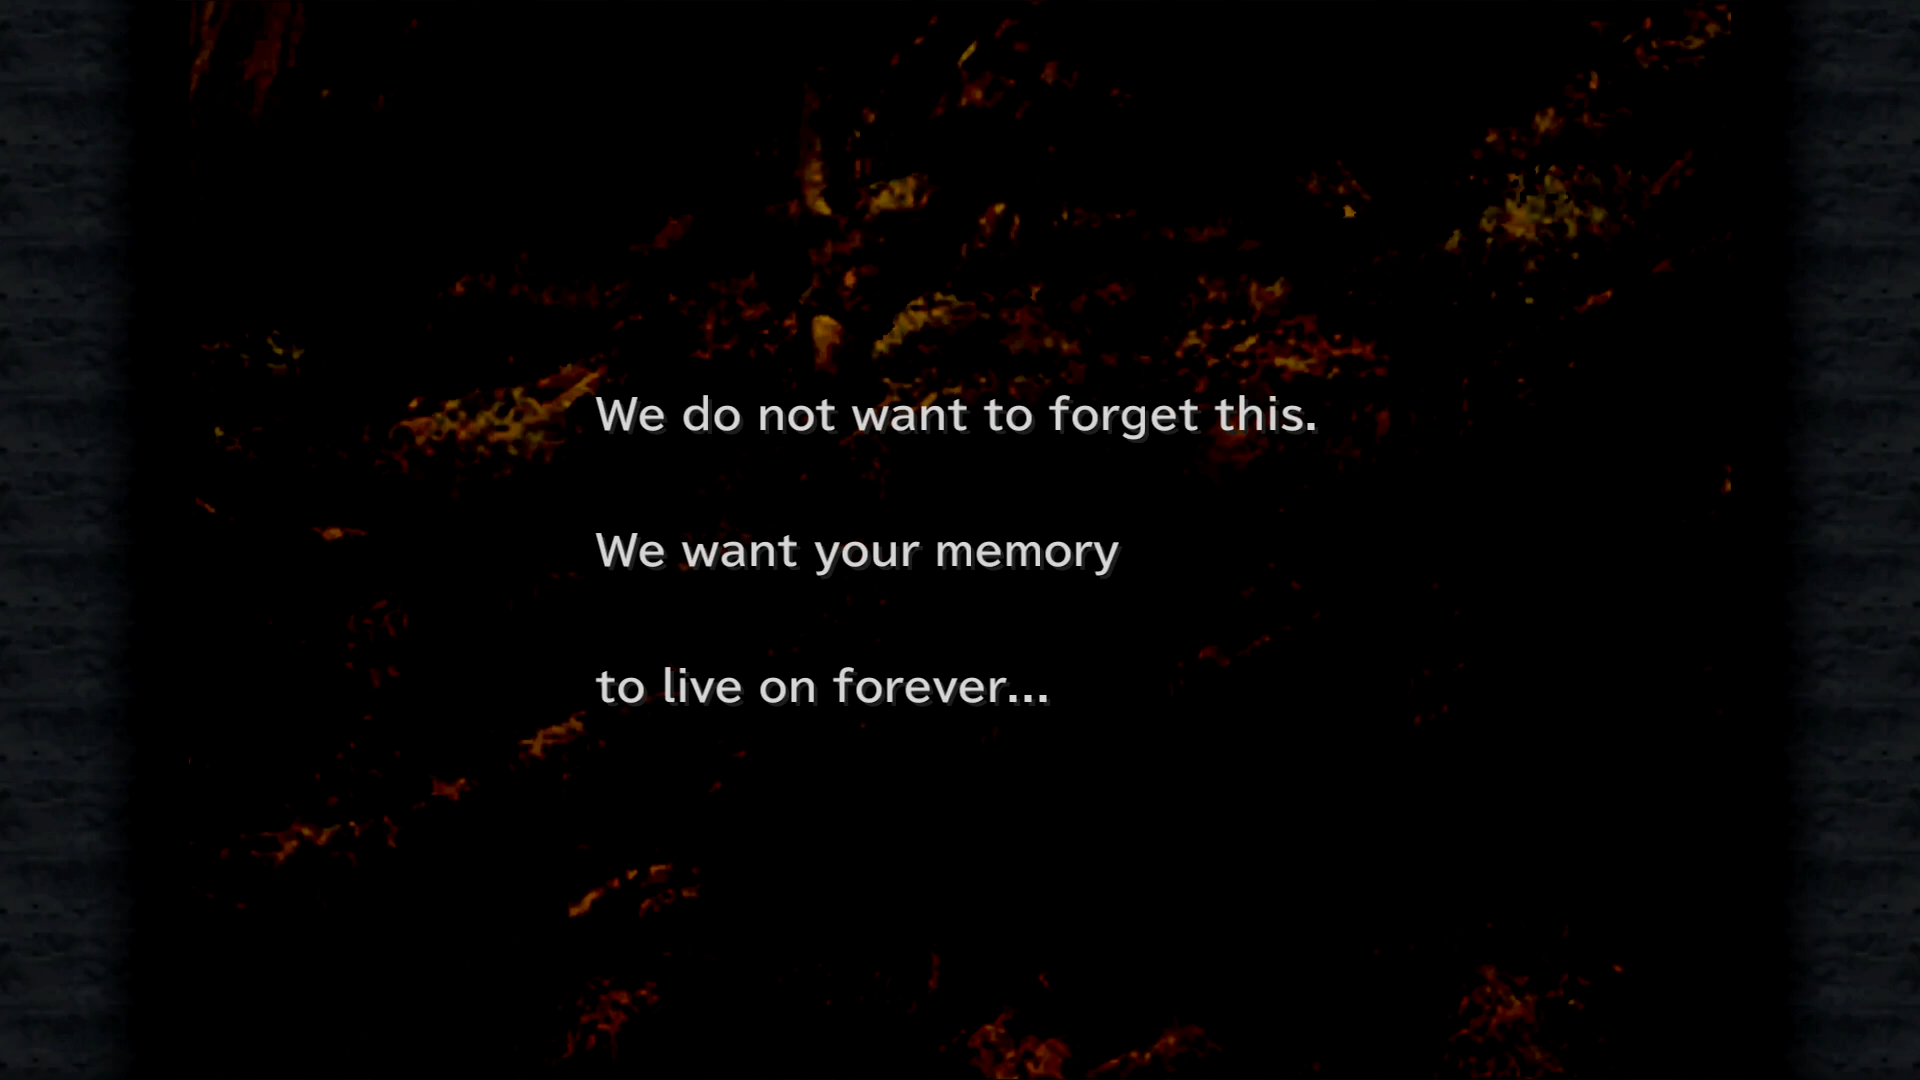 We do not want to forget this.
We want your memory
to live on forever...